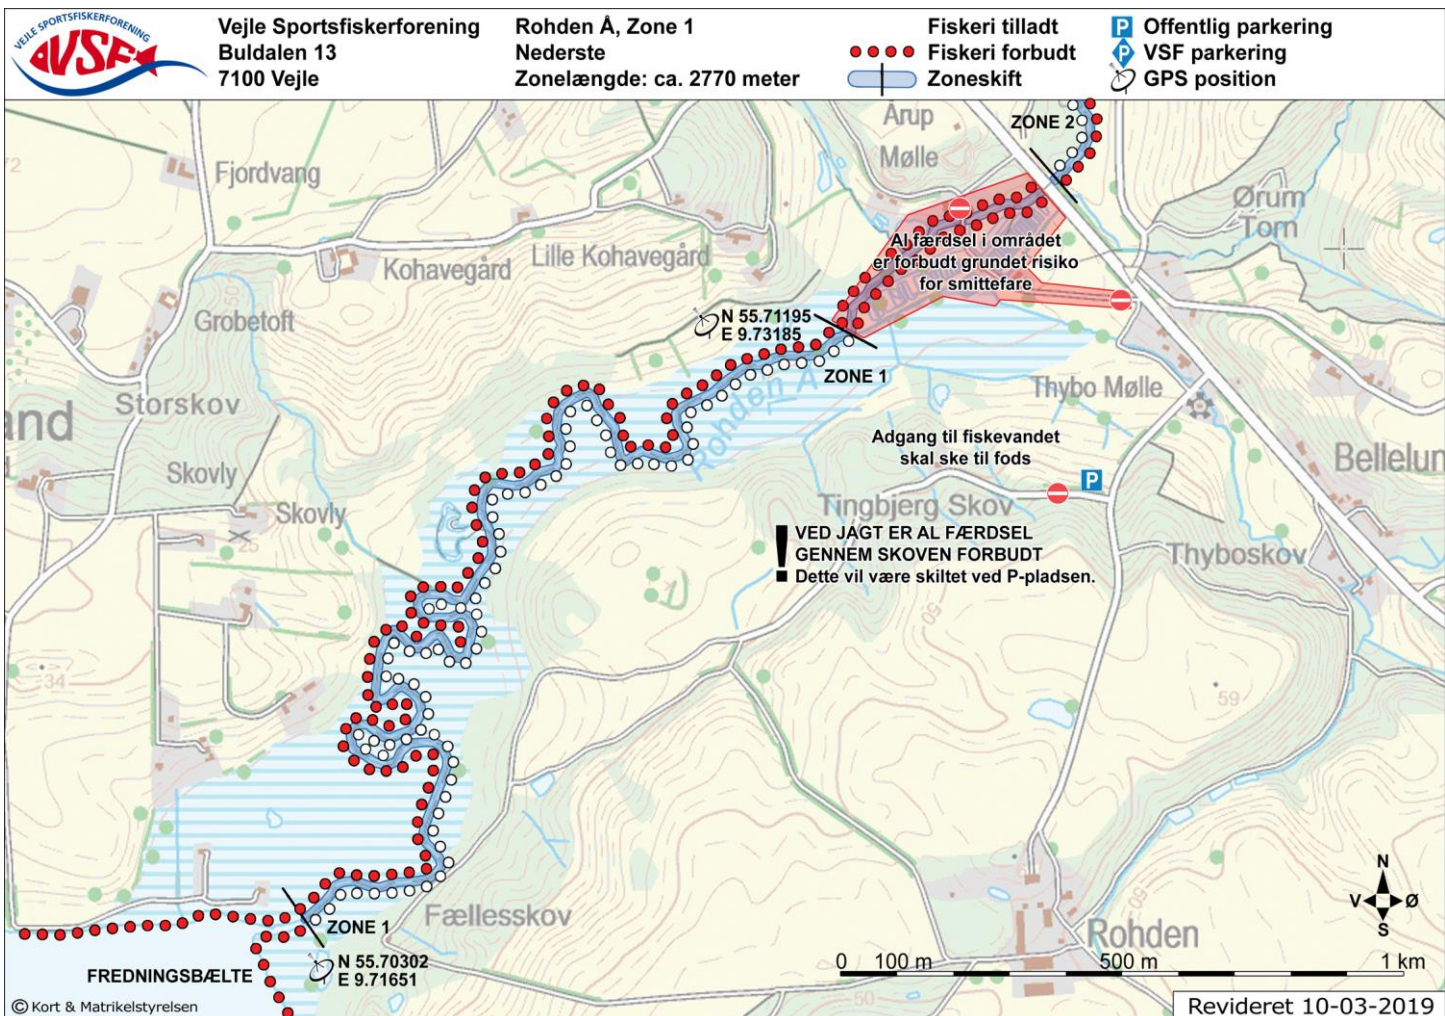 VEJLE SPORTSFISKERFORENING
VSF
Vejle Sportsfiskerforening
Buldalen 13
7100 Vejle
Rohden Å, Zone 1
Nederste
Zonelængde: ca. 2770 meter
Fiskeri tilladt
Fiskeri forbudt
Zoneskift
P Offentlig parkering
P VSF parkering
GPS position
Årup
Mølle
ZONE 2
Fjordvang
Ørum
Torn
Al færdsel i området
er forbudt grundet risiko
for smittefare
Lille Kohavegård
Kohavegård
50
Grobetoft
N 55.71195
E 9.73185
ZONE 1
Rohden Å
Thybo Mølle
Storskov
Adgang til fiskevandet
skal ske til fods
Bellelun
Skovly
P
Skovly
Tingbjerg Skov
25
VED JAGT ER AL FÆRDSEL
GENNEM SKOVEN FORBUDT
! Dette vil være skiltet ved P-pladsen.
Thyboskov
50
34
59
Fællesskov
ZONE 1
Rohden
N 55.70302
E 9.71651
FREDNINGSBÆLTE
N
V Ø
S
0 100 m 500 m 1 km
50
© Kort & Matrikelstyrelsen
Revideret 10-03-2019